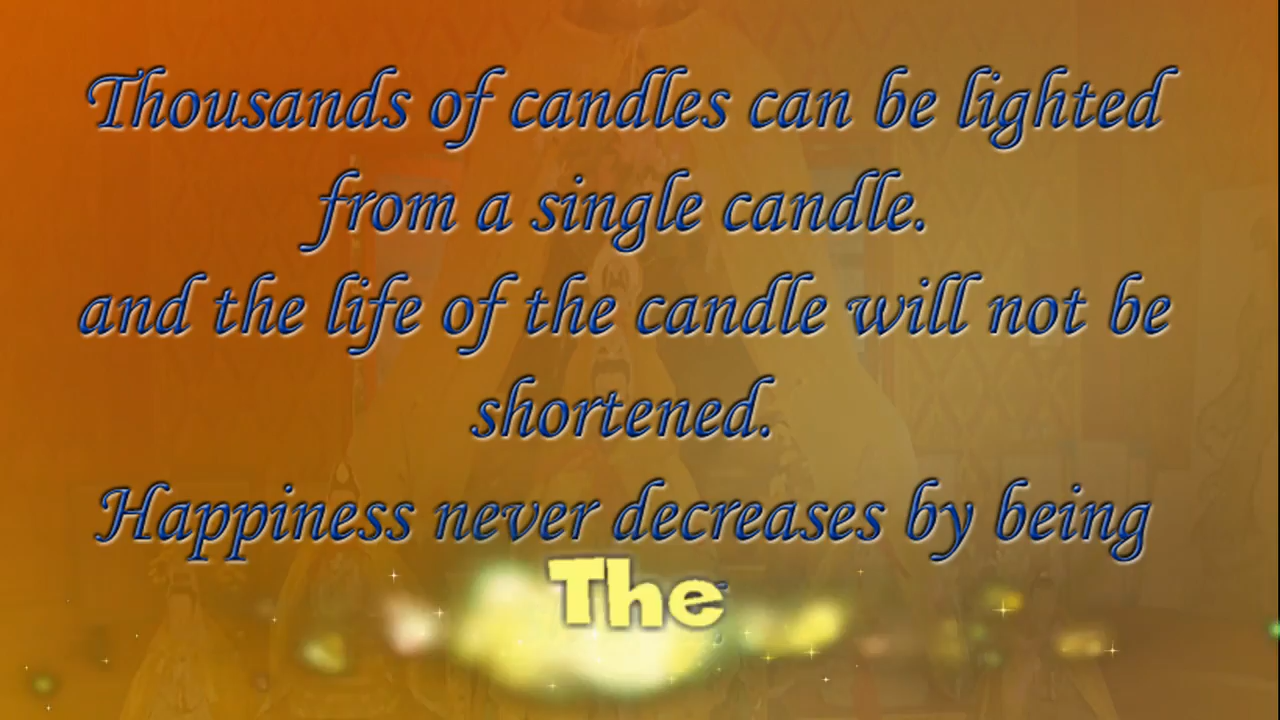 Thousands of candles can be lighted
from a single candle.
and the life of the candle will not be
shortened.
Happiness never decreases by being
The